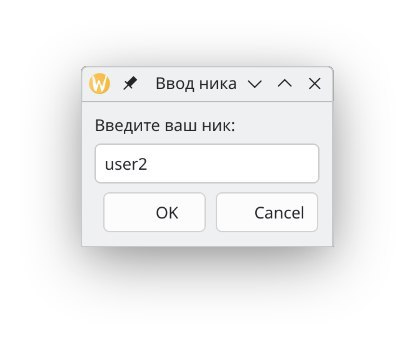 Ввод ника
Введите ваш ник:
user2
OK
Cancel